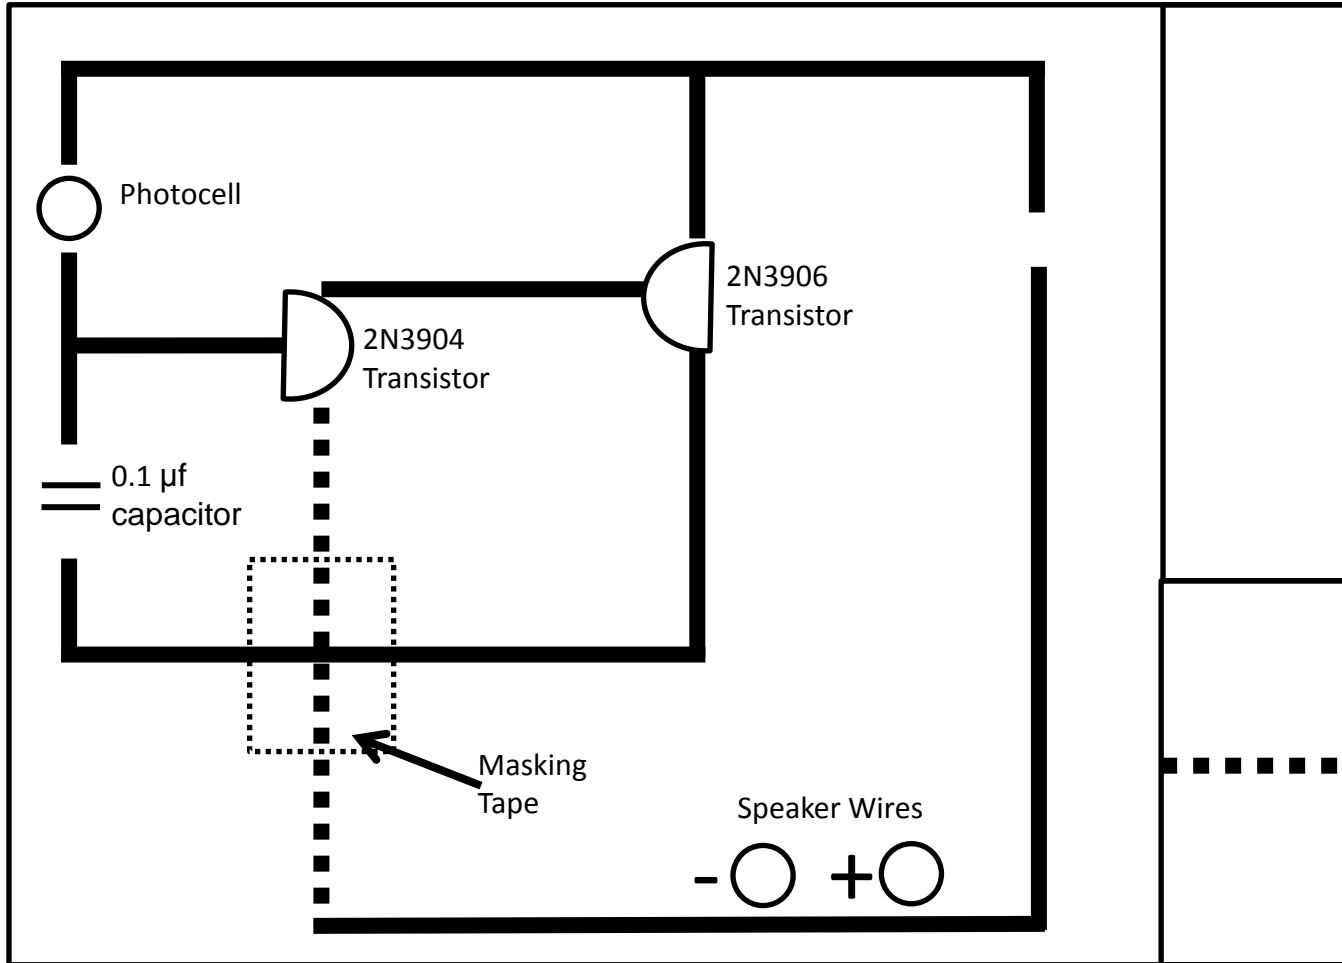 Photocell
2N3906
Transistor
2N3904
Transistor
0.1 µf
capacitor
Masking
Tape
Speaker Wires
- +